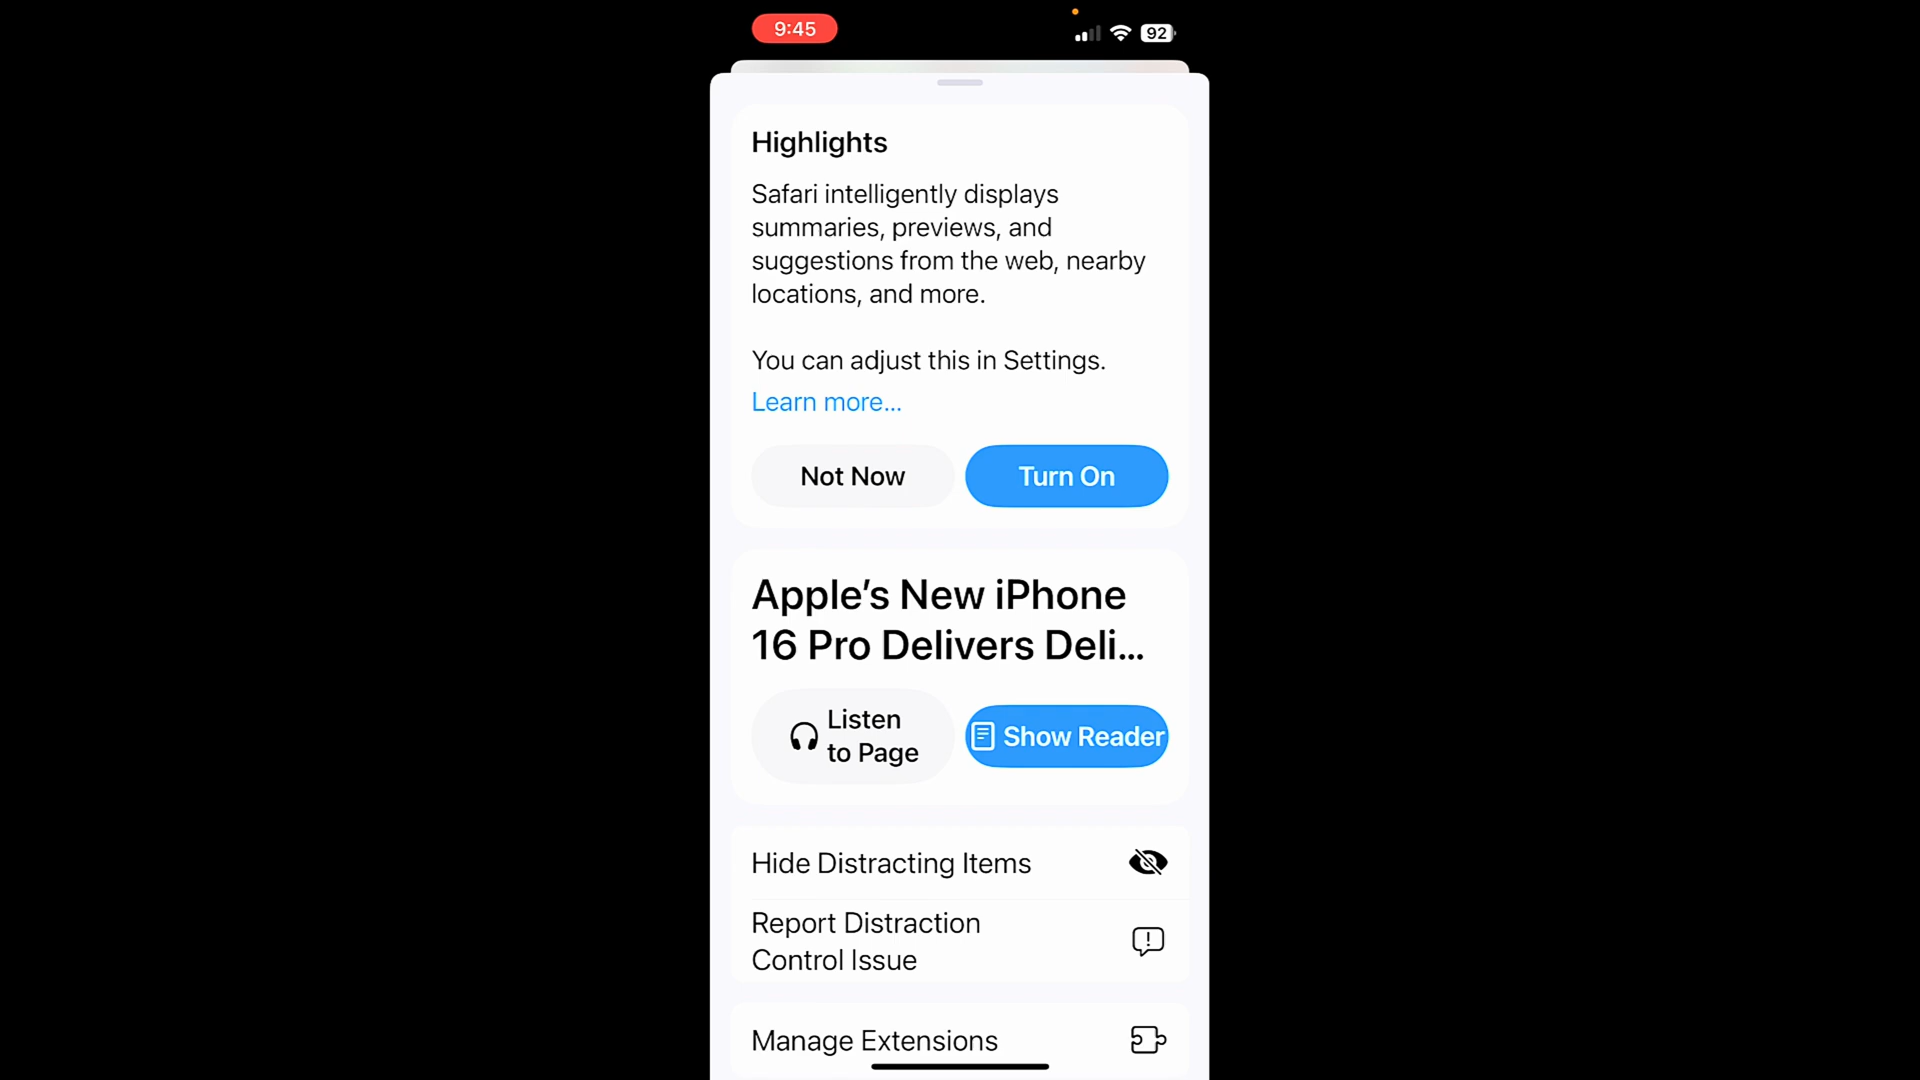 9:45
92
Highlights
Safari intelligently displays
summaries, previews, and
suggestions from the web, nearby
locations, and more.
You can adjust this in Settings.
Learn more...
Not Now
Turn On
Apple’s New iPhone
16 Pro Delivers Deli...
Listen
to Page
Show Reader
Hide Distracting Items
Report Distraction
Control Issue
Manage Extensions